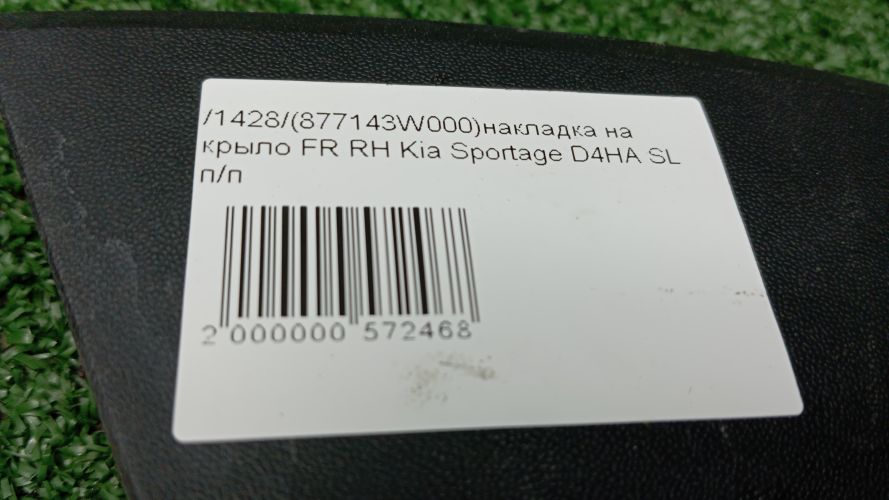 /1428/(877143W000)накладка на
крыло FR RH Kia Sportage D4HA SL
п/п
2 000000 572468